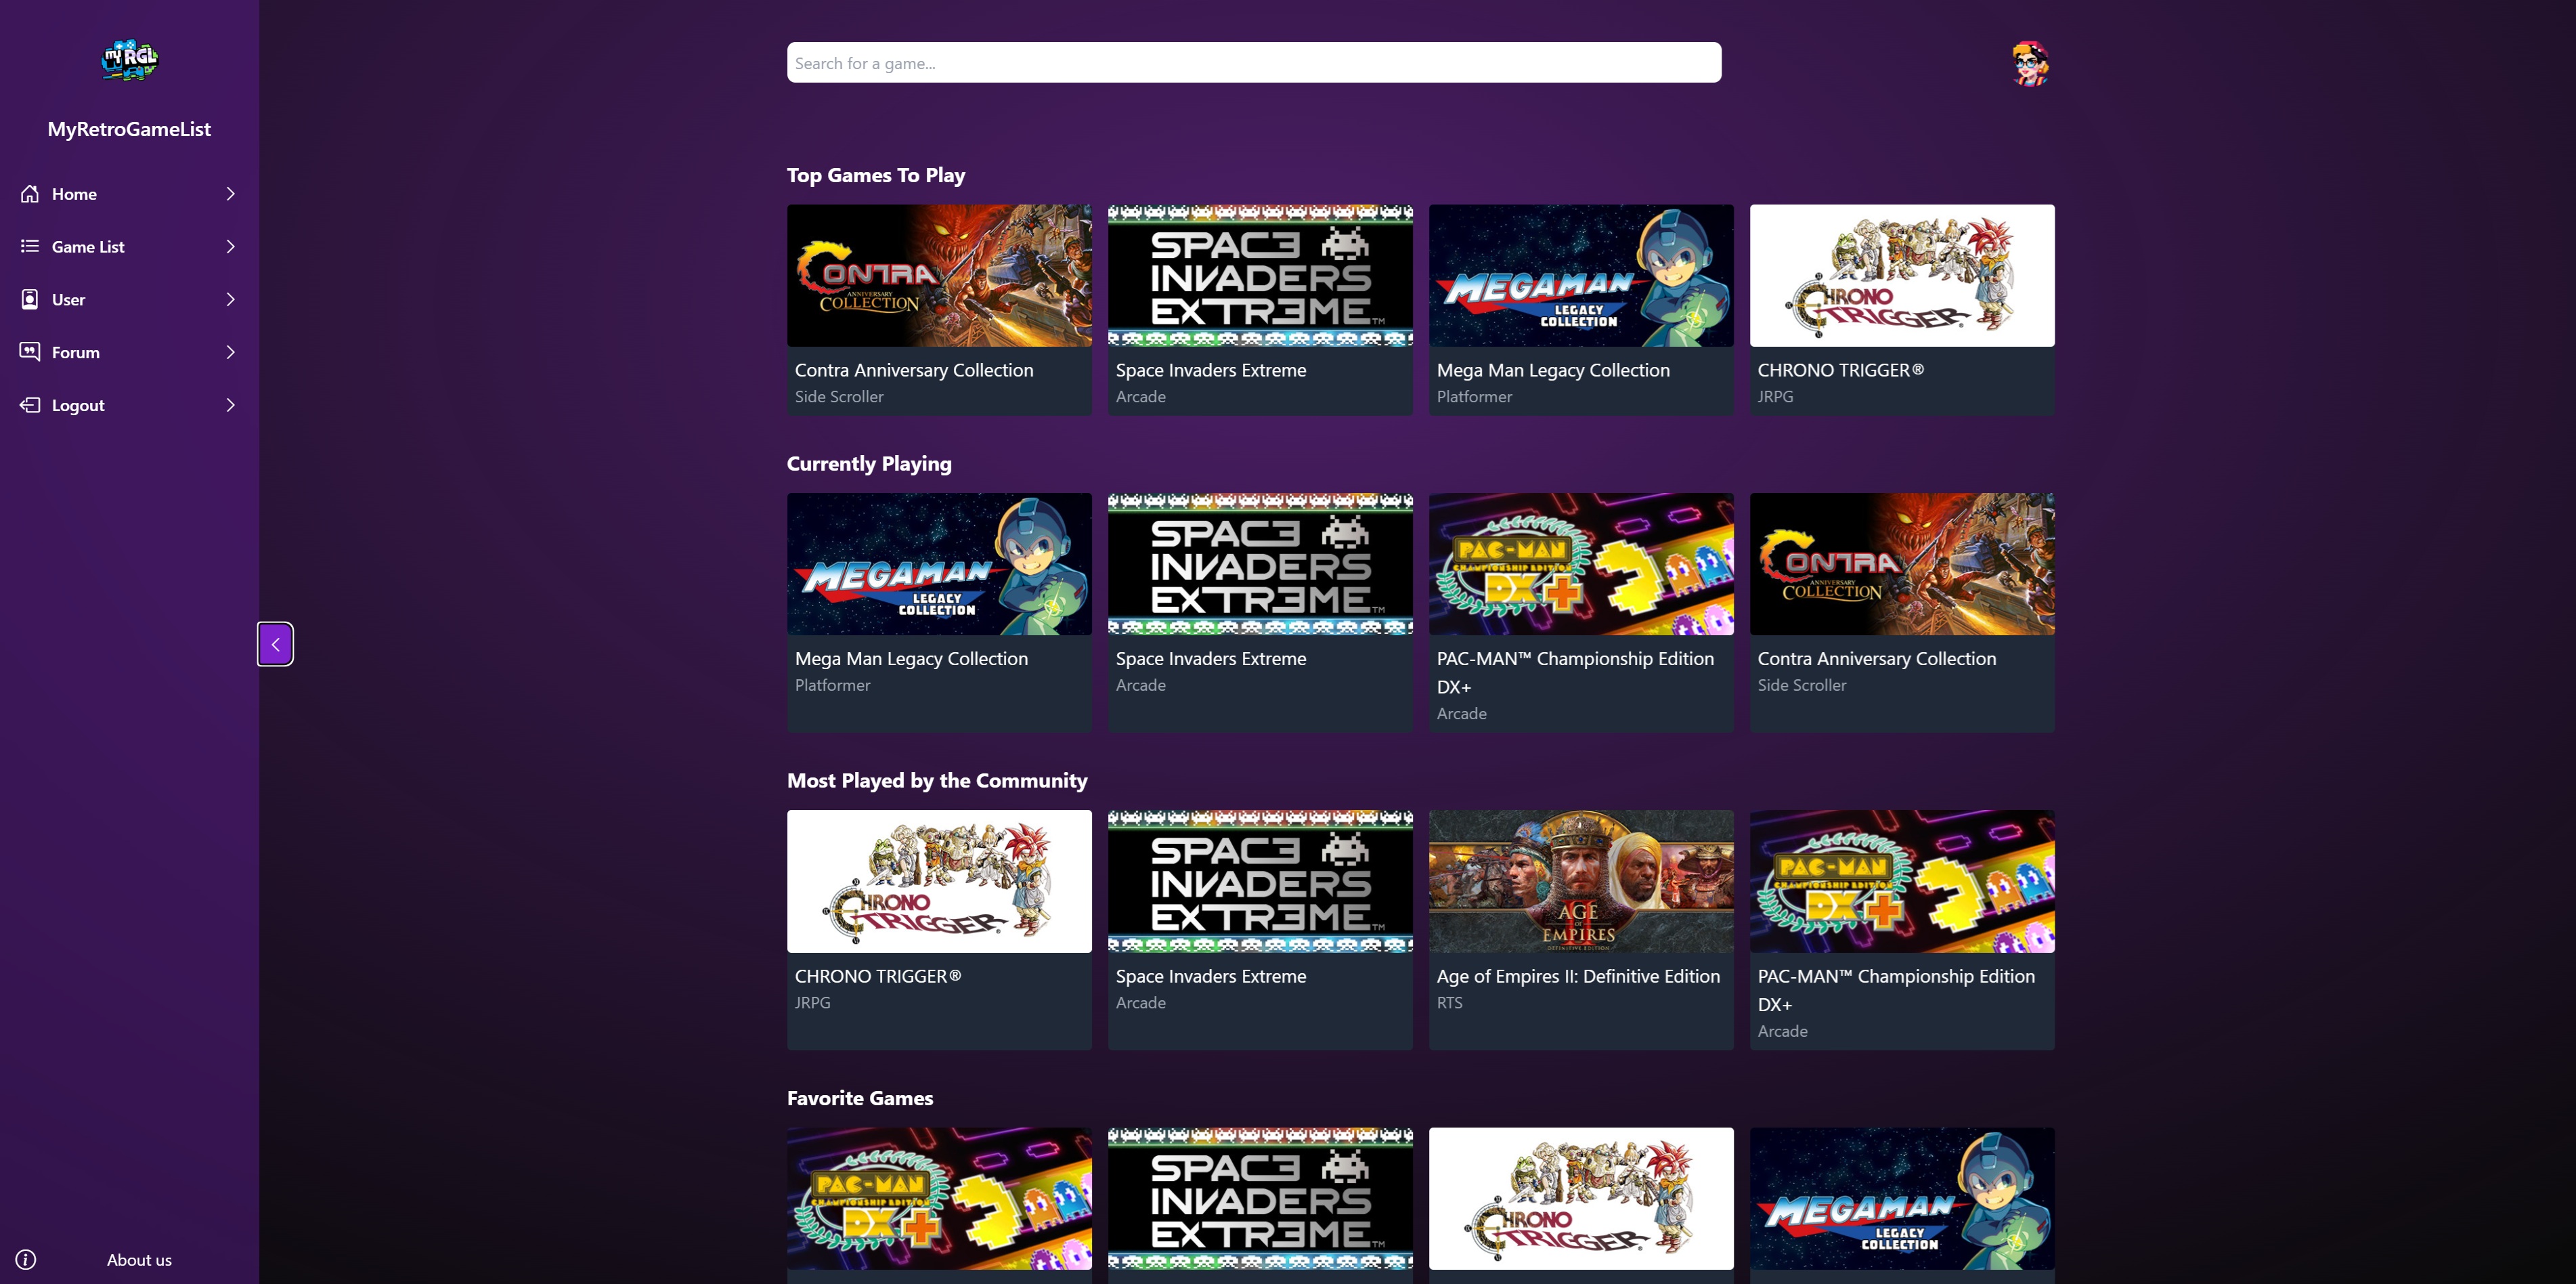 my RGL
MyRetroGameList
Home
Game List
User
Forum
Logout
About us
Search for a game...
Top Games To Play
CONTRA
ANNIVERSARY
COLLECTION
SPACE
INVADERS
EXTREME™
MEGAMAN
LEGACY
COLLECTION
CHRONO
TRIGGER®
Contra Anniversary Collection
Side Scroller
Space Invaders Extreme
Arcade
Mega Man Legacy Collection
Platformer
CHRONO TRIGGER®
JRPG
Currently Playing
MEGAMAN
LEGACY
COLLECTION
SPACE
INVADERS
EXTREME™
PAC-MAN
CHAMPIONSHIP EDITION
DX+
CONTRA
ANNIVERSARY
COLLECTION
Mega Man Legacy Collection
Platformer
Space Invaders Extreme
Arcade
PAC-MAN™ Championship Edition
DX+
Arcade
Contra Anniversary Collection
Side Scroller
Most Played by the Community
CHRONO
TRIGGER®
SPACE
INVADERS
EXTREME™
AGE
OF
EMPIRES
II
DEFINITIVE EDITION
PAC-MAN
CHAMPIONSHIP EDITION
DX+
CHRONO TRIGGER®
JRPG
Space Invaders Extreme
Arcade
Age of Empires II: Definitive Edition
RTS
PAC-MAN™ Championship Edition
DX+
Arcade
Favorite Games
PAC-MAN
CHAMPIONSHIP EDITION
DX+
SPACE
INVADERS
EXTREME™
CHRONO
TRIGGER®
MEGAMAN
LEGACY
COLLECTION